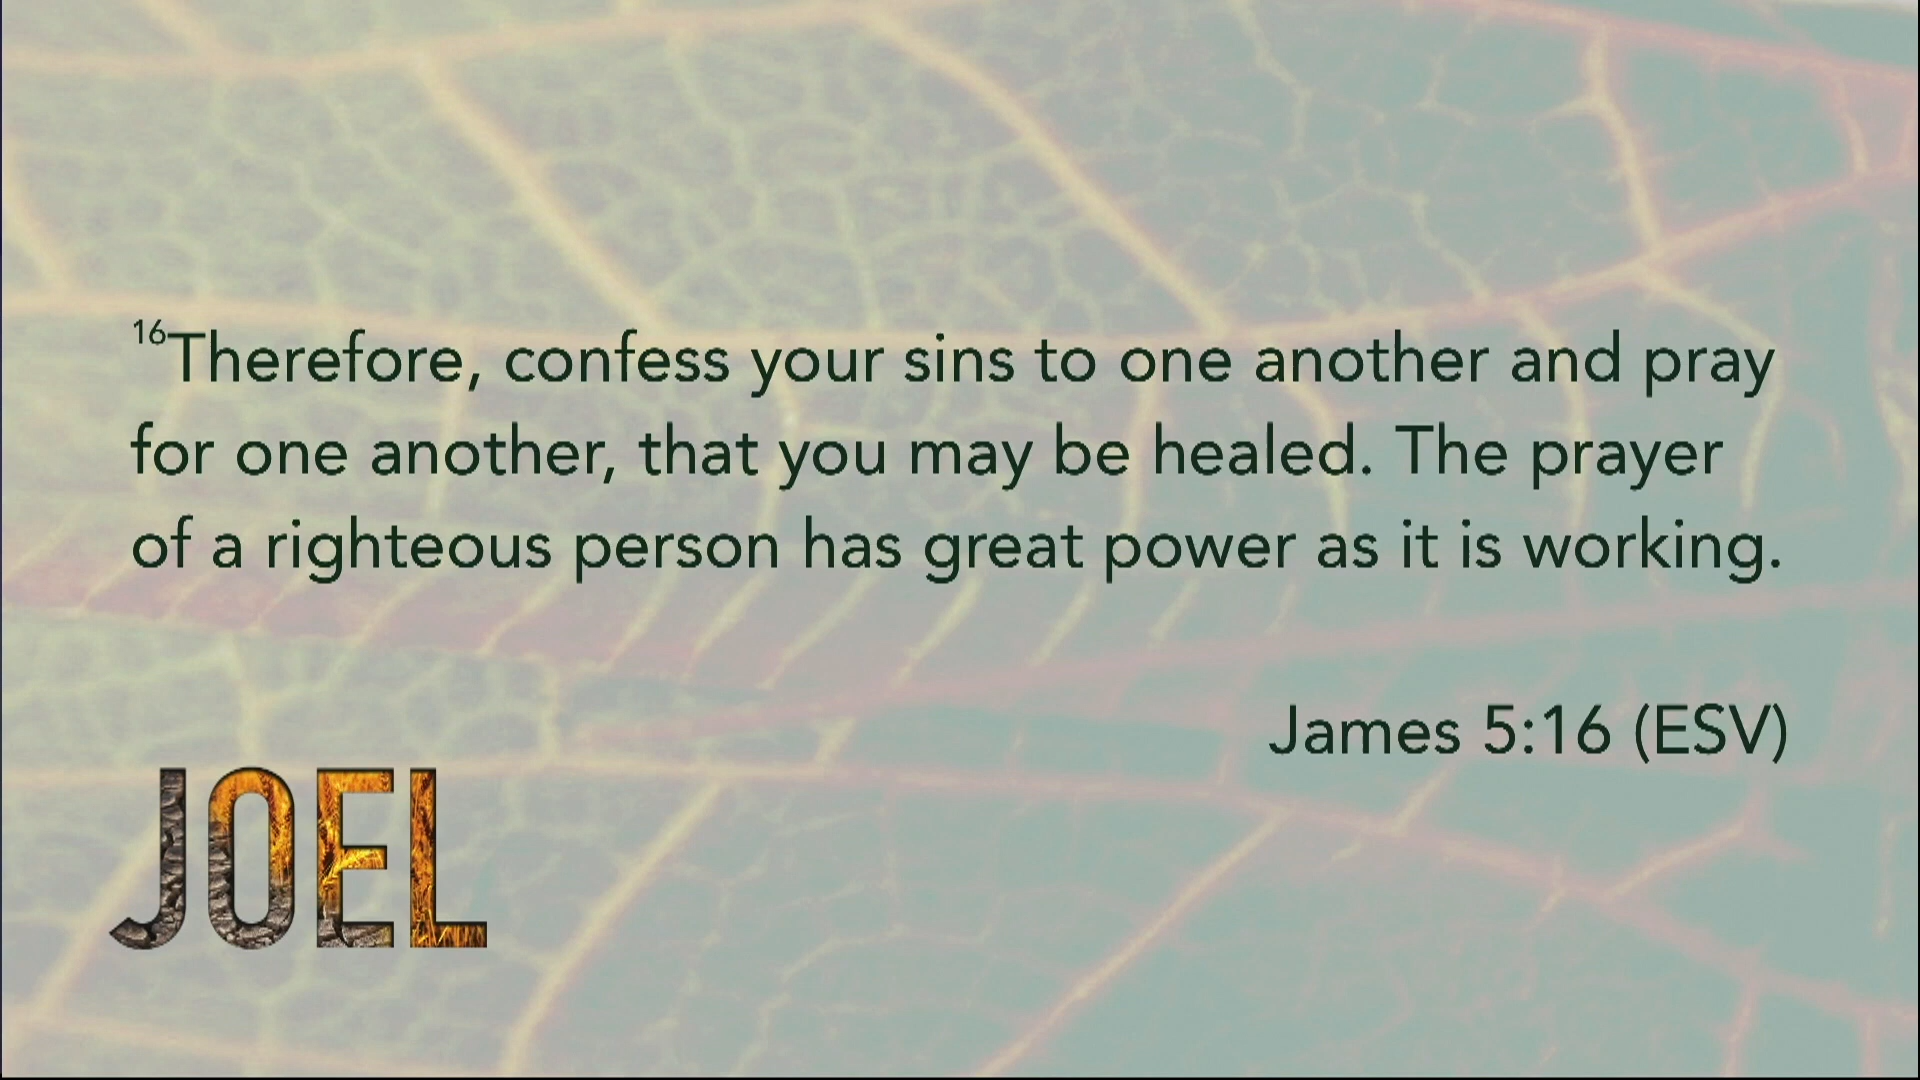 16Therefore, confess your sins to one another and pray
for one another, that you may be healed. The prayer
of a righteous person has great power as it is working.
James 5:16 (ESV)
JOEL